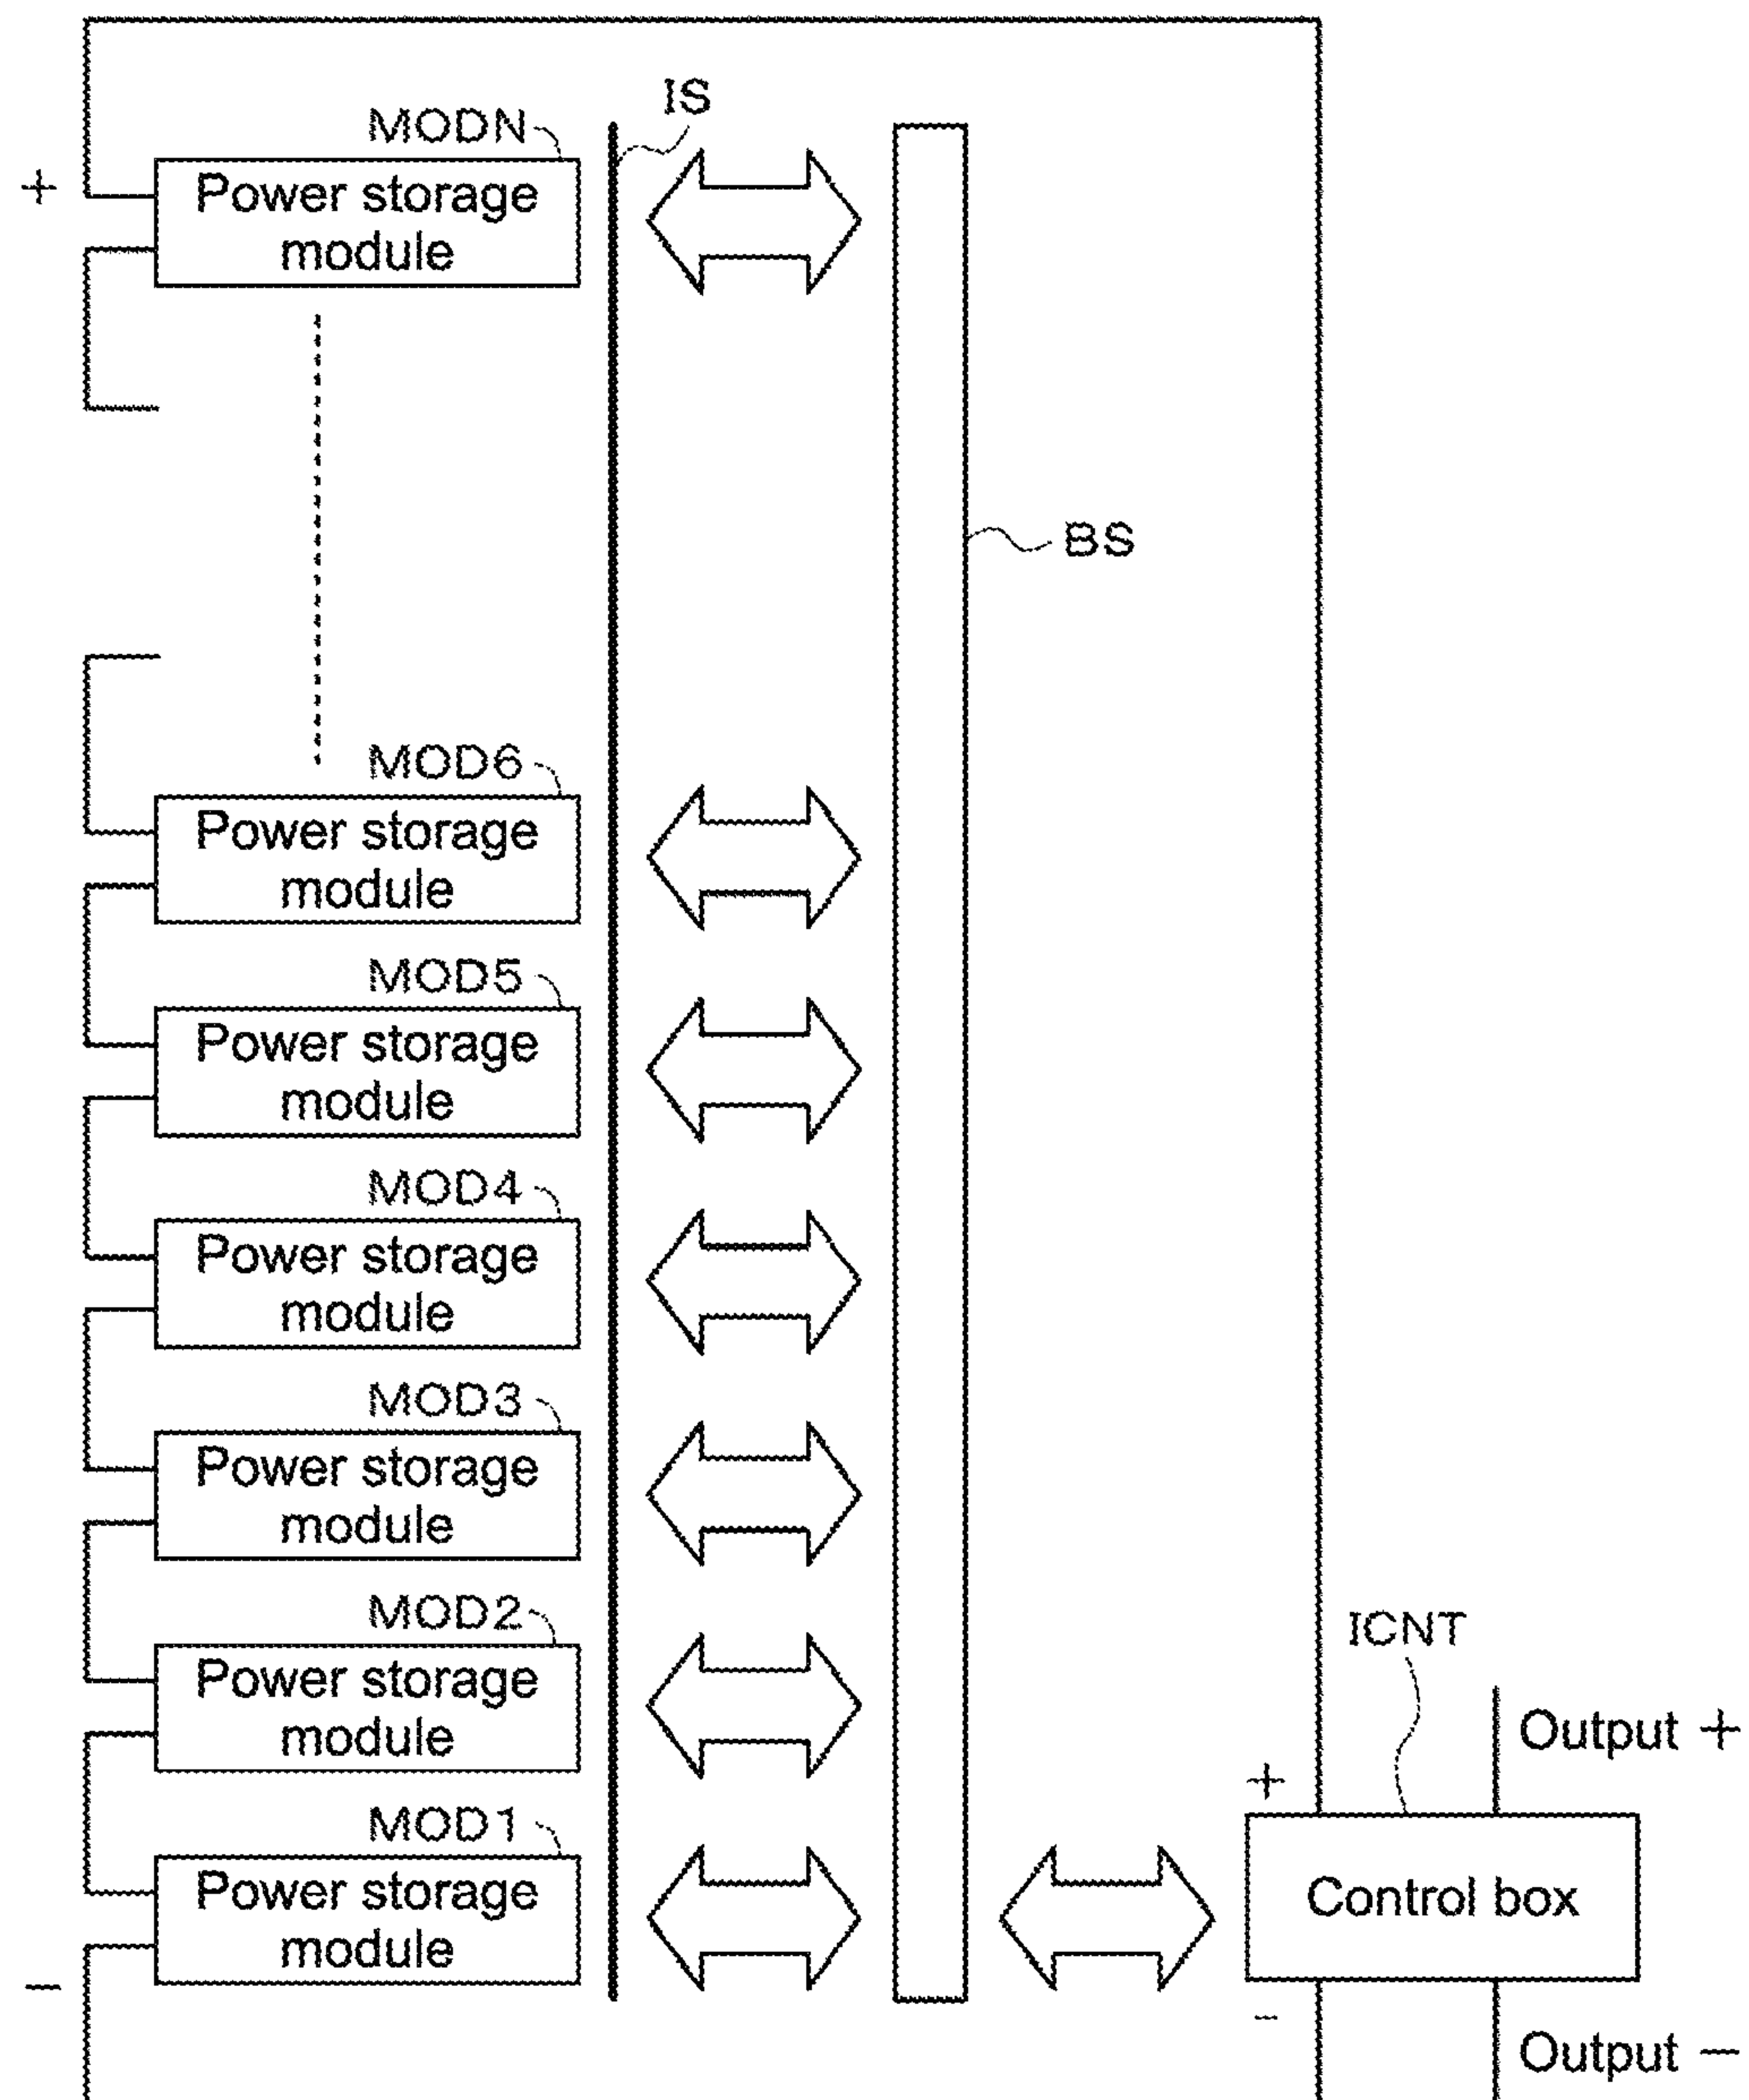 IS
MODN
+
Power storage
module
BS
MOD6
Power storage
module
MOD5
Power storage
module
MOD4
Power storage
module
MOD3
Power storage
module
MOD2
Power storage
module
ICNT
Output +
+
MOD1
Power storage
module
Control box
−
−
Output −